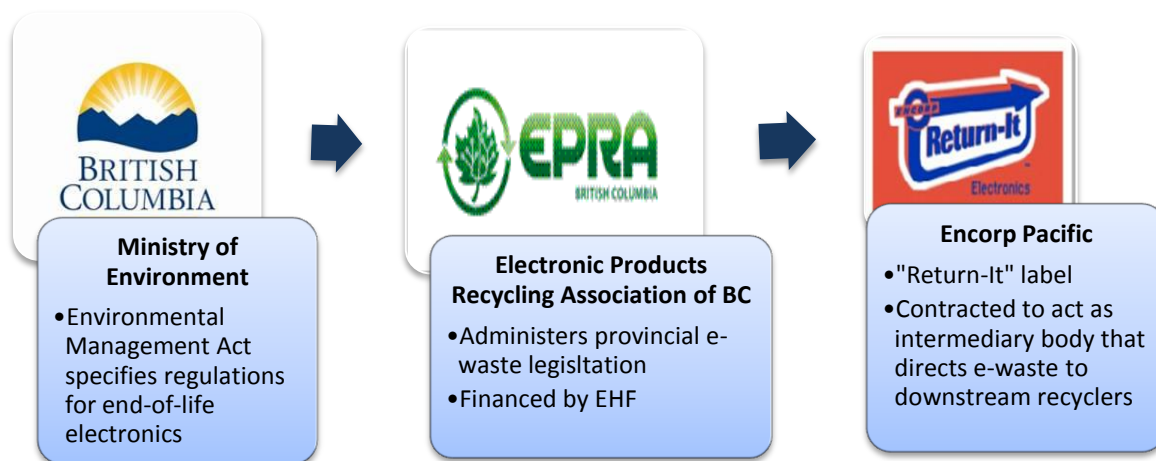 BRITISH
COLUMBIA
Ministry of
Environment
•Environmental
Management Act
specifies regulations
for end-of-life
electronics
EPRA
BRITISH COLUMBIA
Electronic Products
Recycling Association of BC
•Administers provincial e-
waste legisltation
•Financed by EHF
ENCORP
Return-It
Electronics
Encorp Pacific
•"Return-It" label
•Contracted to act as
intermediary body that
directs e-waste to
downstream recyclers